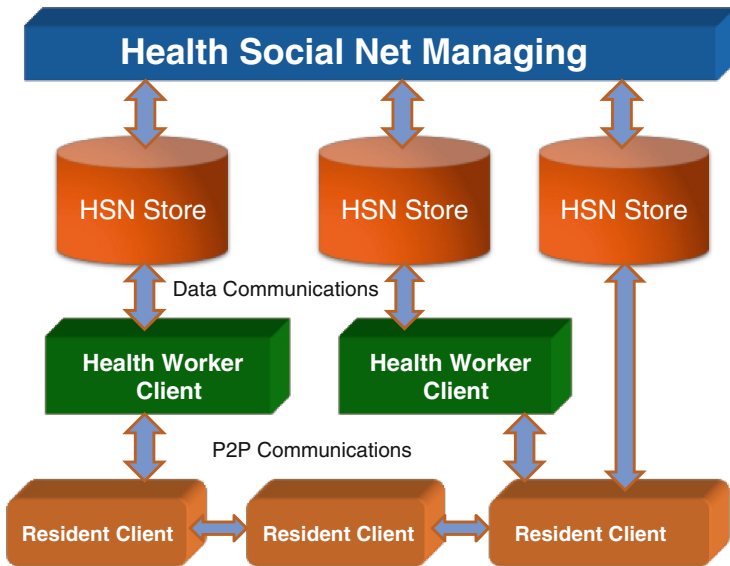 Health Social Net Managing
HSN Store
HSN Store
HSN Store
Data Communications
Health Worker
Client
Health Worker
Client
P2P Communications
Resident Client
Resident Client
Resident Client